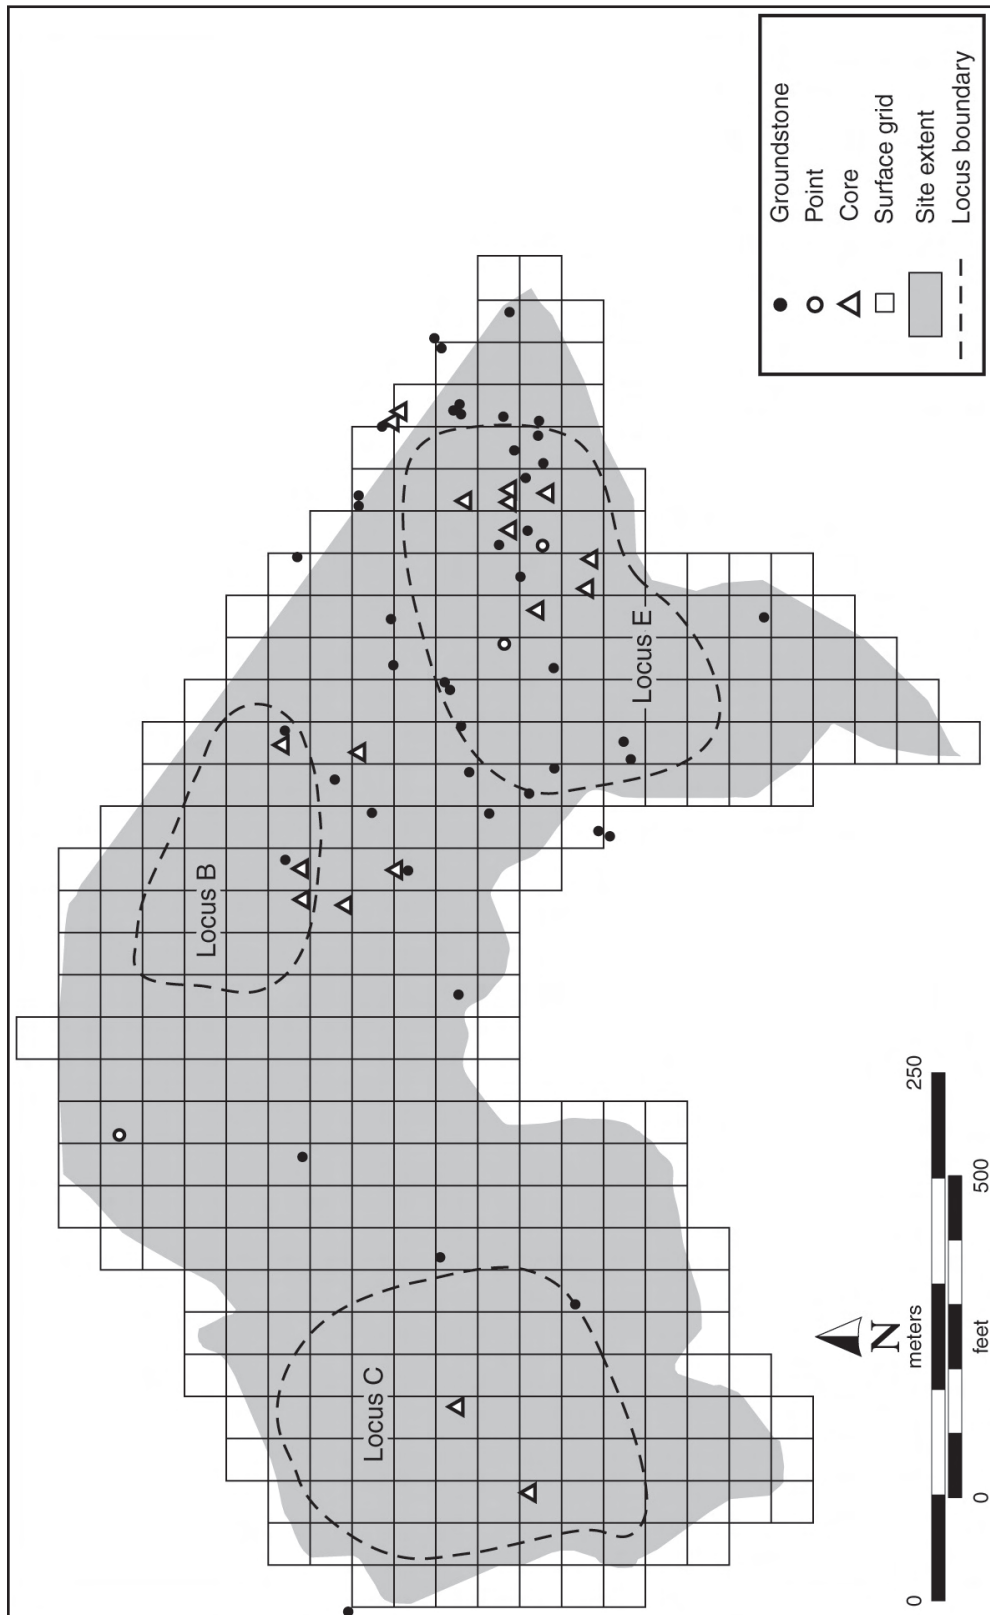 Groundstone
Point
Core
Surface grid
Site extent
Locus boundary
Locus B
Locus E
Locus C
N
0
250
meters
0
500
feet